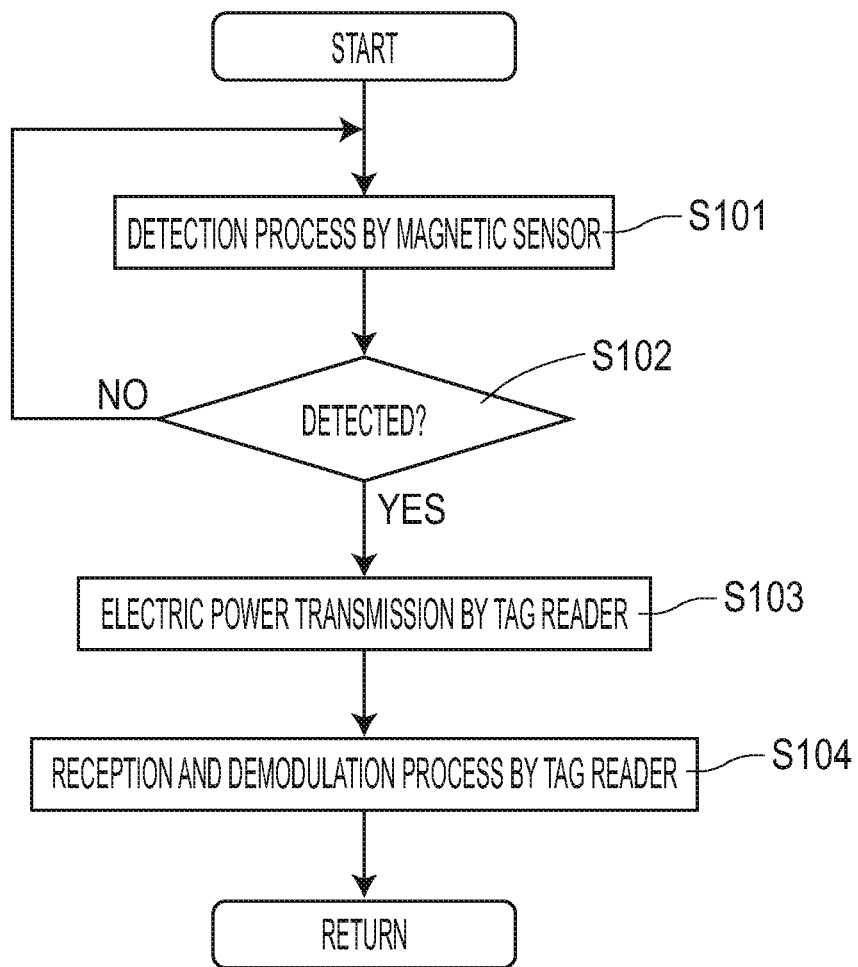 START
DETECTION PROCESS BY MAGNETIC SENSOR
S101
S102
NO
DETECTED?
YES
ELECTRIC POWER TRANSMISSION BY TAG READER
S103
RECEPTION AND DEMODULATION PROCESS BY TAG READER
S104
RETURN